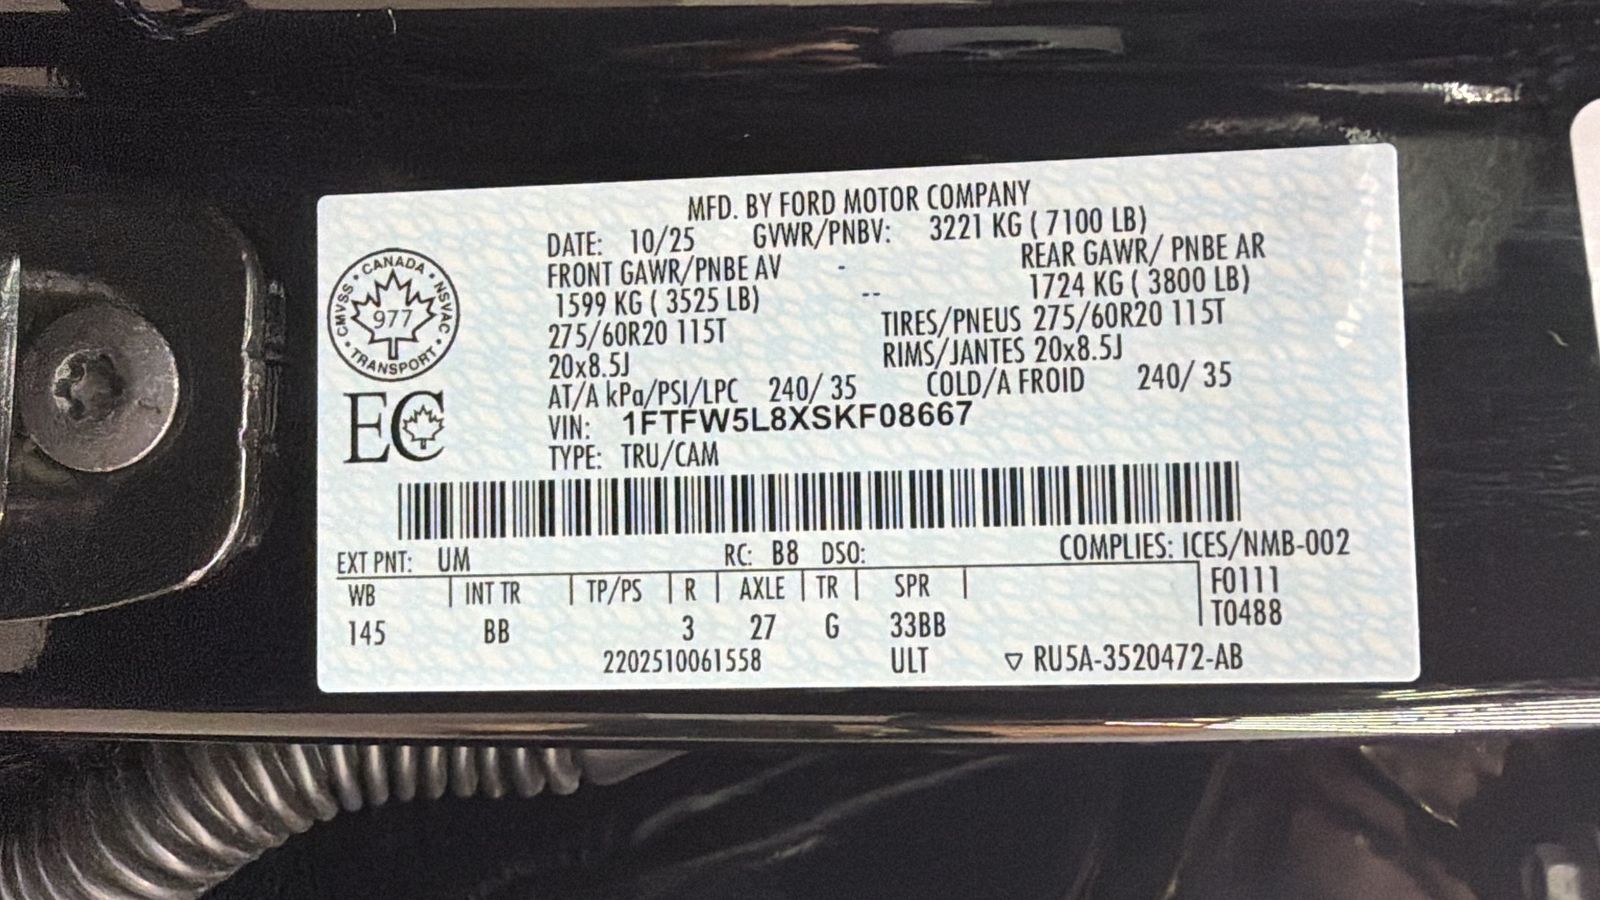 MFD. BY FORD MOTOR COMPANY
DATE: 10/25 GVWR/PNBV: 3221 KG ( 7100 LB)
FRONT GAWR/PNBE AV - REAR GAWR/ PNBE AR
1599 KG ( 3525 LB) -- 1724 KG ( 3800 LB)
275/60R20 115T TIRES/PNEUS 275/60R20 115T
20x8.5J RIMS/JANTES 20x8.5J
AT/A kPa/PSI/LPC 240/ 35 COLD/A FROID 240/ 35
VIN: 1FTFW5L8XSKF08667
TYPE: TRU/CAM
CANADA · NSVAC · TRANSPORT · CMVSS ·
977
EC
EXT PNT: UM RC: B8 DSO: COMPLIES: ICES/NMB-002
WB | INT TR | TP/PS | R | AXLE | TR | SPR | F0111
T0488
145 BB 3 27 G 33BB
2202510061558 ULT ▽ RU5A-3520472-AB